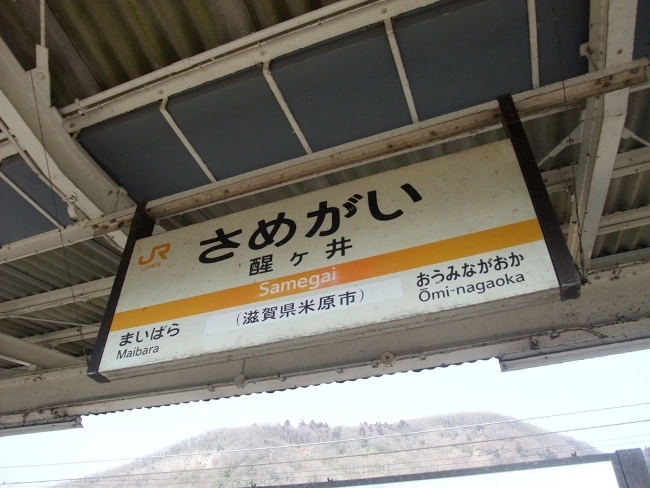 JR
さめがい
醒ヶ井
Samegai
(滋賀県米原市)
まいばら
Maibara
おうみながおか
Ōmi-nagaoka